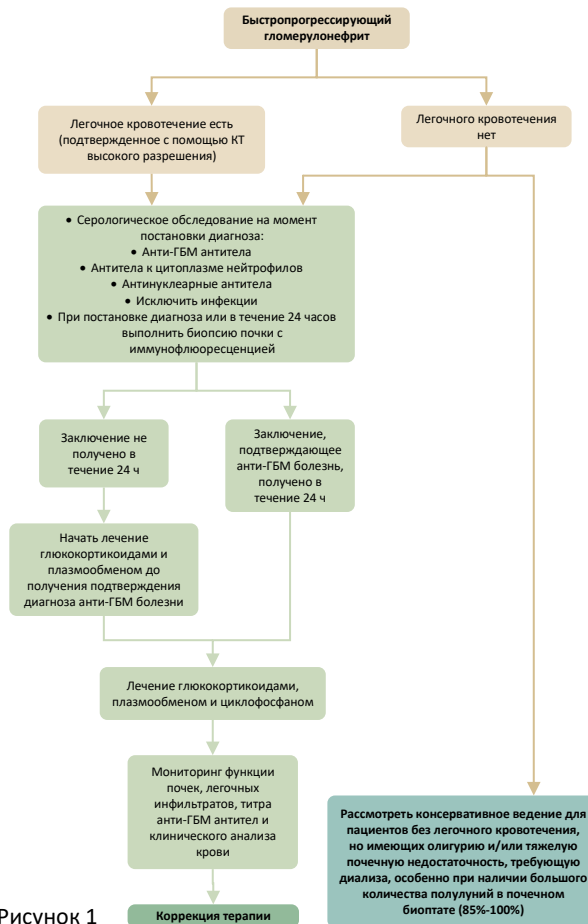 Быстропрогрессирующий
гломерулонефрит
Легочное кровотечение есть
(подтвержденное с помощью КТ
высокого разрешения)
Легочного кровотечения
нет
• Серологическое обследование на момент
постановки диагноза:
• Анти-ГБМ антитела
• Антитела к цитоплазме нейтрофилов
• Антинуклеарные антитела
• Исключить инфекции
• При постановке диагноза или в течение 24 часов
выполнить биопсию почки с
иммунофлюоресценцией
Заключение не
получено в
течение 24 ч
Заключение,
подтверждающее
анти-ГБМ болезнь,
получено в
течение 24 ч
Начать лечение
глюкокортикоидами и
плазмообменом до
получения подтверждения
диагноза анти-ГБМ болезни
Лечение глюкокортикоидами,
плазмообменом и циклофосфаном
Мониторинг функции
почек, легочных
инфильтратов, титра
анти-ГБМ антител и
клинического анализа
крови
Рассмотреть консервативное ведение для
пациентов без легочного кровотечения,
но имеющих олигурию и/или тяжелую
почечную недостаточность, требующую
диализа, особенно при наличии большого
количества полулуний в почечном
биоптате (85%-100%)
Рисунок 1
Коррекция терапии